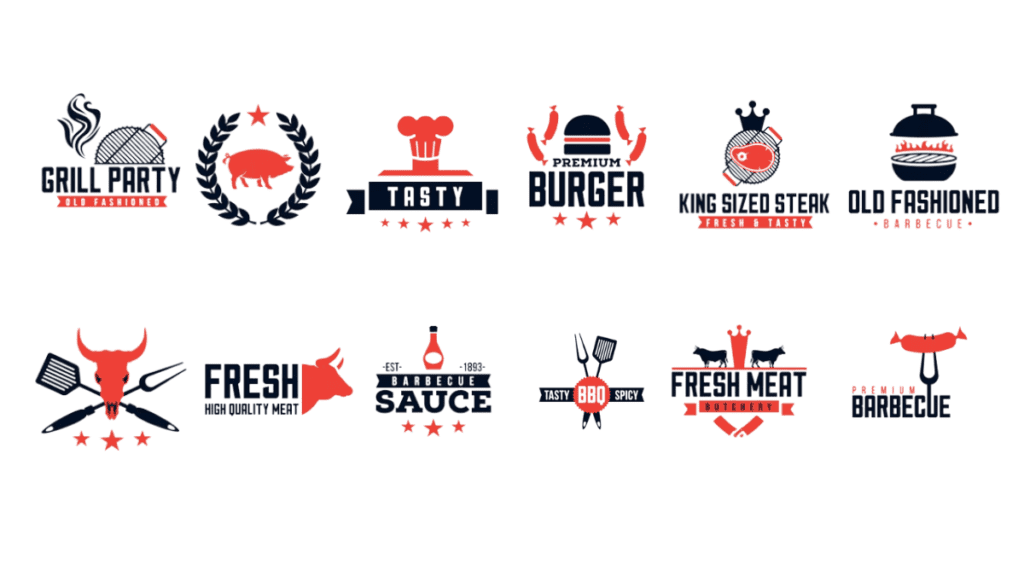 GRILL PARTY
OLD FASHIONED
TASTY
PREMIUM
BURGER
KING SIZED STEAK
FRESH & TASTY
OLD FASHIONED
• BARBECUE •
FRESH
HIGH QUALITY MEAT
-EST- -1893-
BARBECUE
SAUCE
TASTY BBQ SPICY
FRESH MEAT
BUTCHERY
PREMIUM
BARBECUE